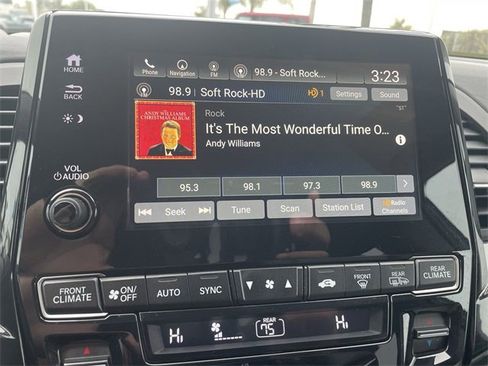 HOME
BACK
VOL
AUDIO
Phone
Navigation
FM
98.9 - Soft Rock...
3:23
98.9 | Soft Rock-HD
HD 1
Settings
Sound
ANDY WILLIAMS
CHRISTMAS ALBUM
Rock
"ST"
It's The Most Wonderful Time O...
Andy Williams
95.3
98.1
97.3
98.9
Seek
Tune
Scan
Station List
Radio
Channels
FRONT
CLIMATE
ON/
OFF
AUTO
SYNC
FRONT
REAR
REAR
CLIMATE
HI
REAR
75
HI